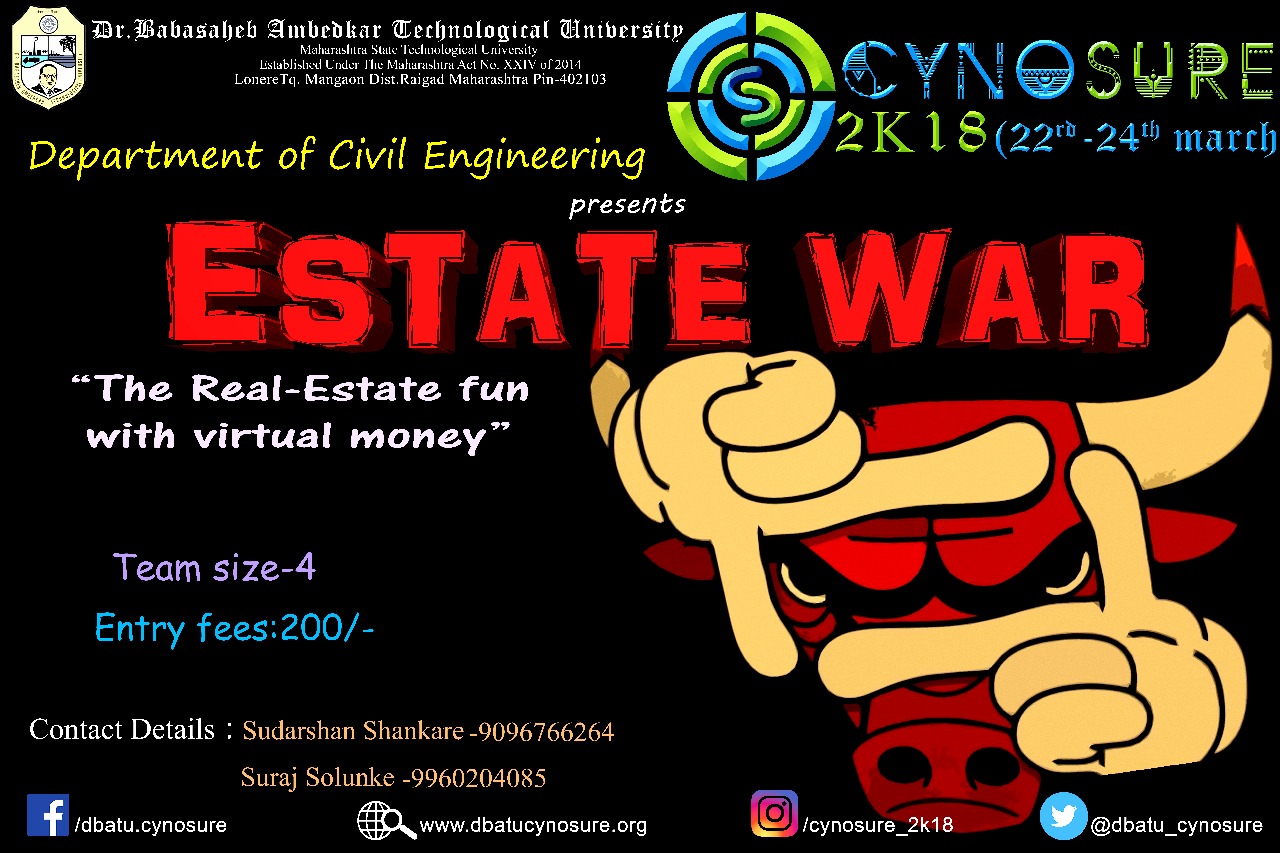 Dr.Babasaheb Ambedkar Technological University
Maharashtra State Technological University
Established Under The Maharashtra Act No. XXIV of 2014
LonereTq. Mangaon Dist.Raigad Maharashtra Pin-402103
CYNOSURE
2K18 (22rd -24th march
Department of Civil Engineering
presents
ESTATE WAR
“The Real-Estate fun
with virtual money”
Team size-4
Entry fees:200/-
Contact Details : Sudarshan Shankare -9096766264
Suraj Solunke -9960204085
/dbatu.cynosure
www.dbatucynosure.org
/cynosure_2k18
@dbatu_cynosure